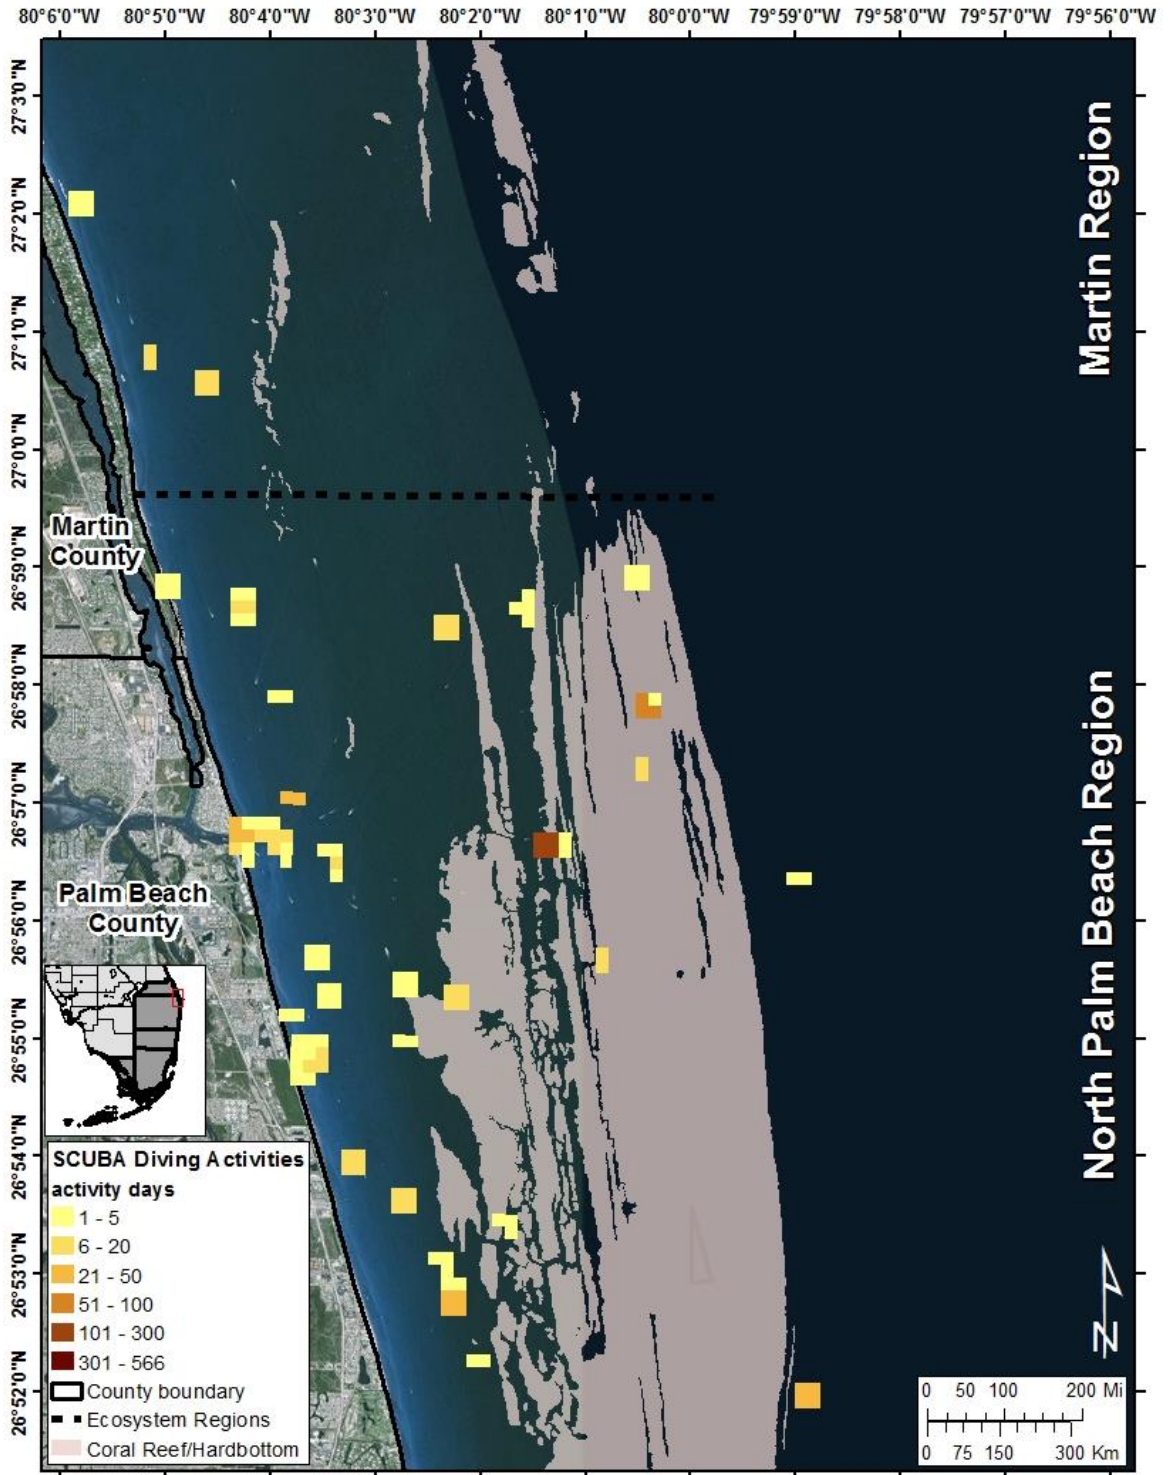 80°6'0"W 80°5'0"W 80°4'0"W 80°3'0"W 80°2'0"W 80°1'0"W 80°0'0"W 79°59'0"W 79°58'0"W 79°57'0"W 79°56'0"W
27°3'0"N
27°2'0"N
27°1'0"N
27°0'0"N
26°59'0"N
26°58'0"N
26°57'0"N
26°56'0"N
26°55'0"N
26°54'0"N
26°53'0"N
26°52'0"N
Martin Region
North Palm Beach Region
Martin
County
Palm Beach
County
SCUBA Diving Activities
activity days
1 - 5
6 - 20
21 - 50
51 - 100
101 - 300
301 - 566
County boundary
Ecosystem Regions
Coral Reef/Hardbottom
N
0 50 100 200 Mi
0 75 150 300 Km